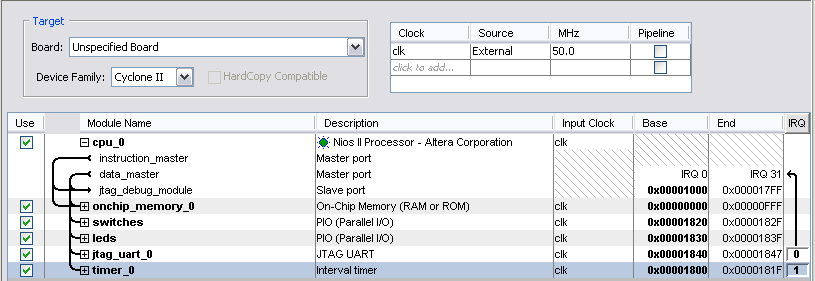 Target
Board: Unspecified Board
Device Family: Cyclone II HardCopy Compatible
Clock Source MHz Pipeline
clk External 50.0
click to add...
Use Module Name Description Input Clock Base End IRQ
cpu_0 Nios II Processor - Altera Corporation clk
instruction_master Master port
data_master Master port IRQ 0 IRQ 31
jtag_debug_module Slave port 0x00001000 0x000017FF
onchip_memory_0 On-Chip Memory (RAM or ROM) clk 0x00000000 0x00000FFF
switches PIO (Parallel I/O) clk 0x00001820 0x0000182F
leds PIO (Parallel I/O) clk 0x00001830 0x0000183F
jtag_uart_0 JTAG UART clk 0x00001840 0x00001847 0
timer_0 Interval timer clk 0x00001800 0x0000181F 1